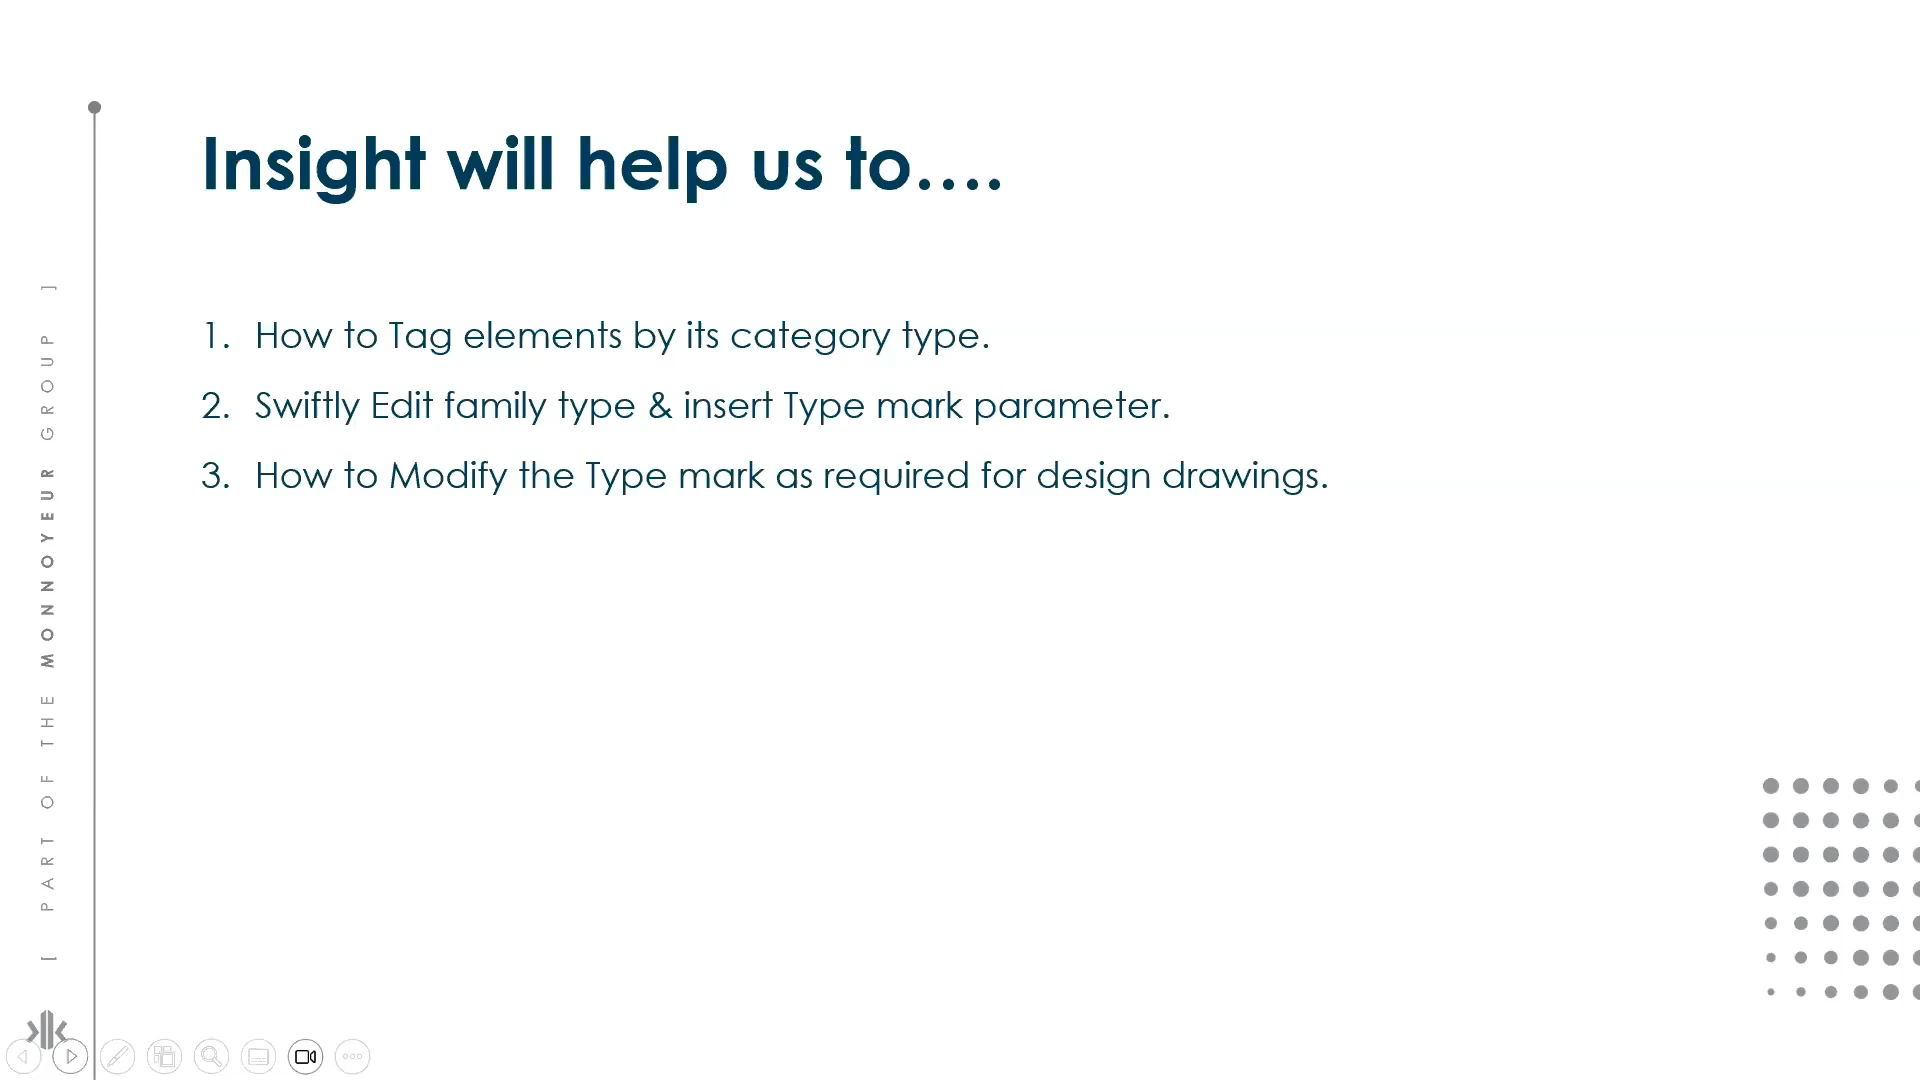 Insight will help us to....
1. How to Tag elements by its category type.
2. Swiftly Edit family type & insert Type mark parameter.
3. How to Modify the Type mark as required for design drawings.
[ PART OF THE MONNOYEUR GROUP ]